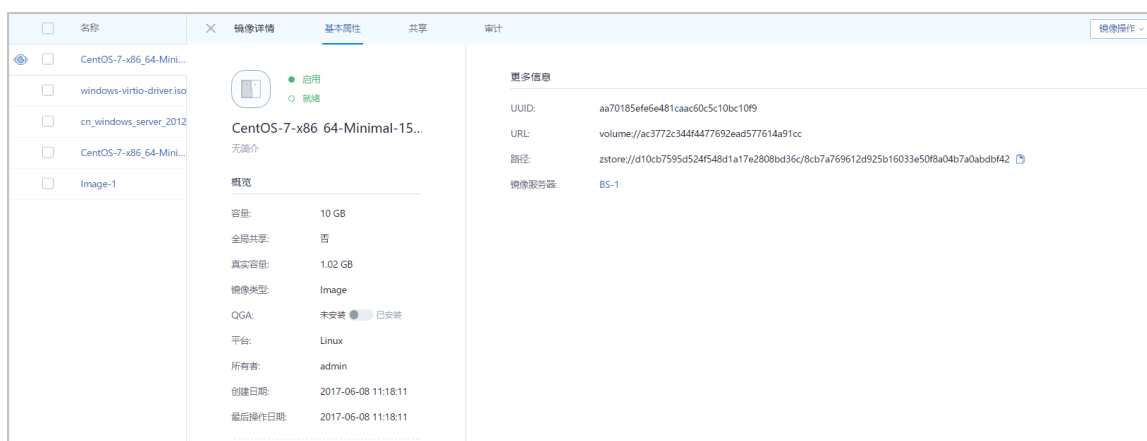 名称
CentOS-7-x86_64-Mini...
windows-virtio-driver.iso
cn_windows_server_2012
CentOS-7-x86_64-Mini...
Image-1
镜像详情 基本属性 共享 审计 镜像操作
启用
就绪
CentOS-7-x86_64-Minimal-15...
无简介
概览
容量: 10 GB
全局共享: 否
真实容量: 1.02 GB
镜像类型: Image
QGA: 未安装 已安装
平台: Linux
所有者: admin
创建日期: 2017-06-08 11:18:11
最后操作日期: 2017-06-08 11:18:11
更多信息
UUID: aa70185efe6e481caac60c5c10bc10f9
URL: volume://ac3772c344f4477692ead577614a91cc
路径: zstore://d10cb7595d524f548d1a17e2808bd36c/8cb7a769612d925b16033e50f8a04b7a0abdbf42
镜像服务器: BS-1